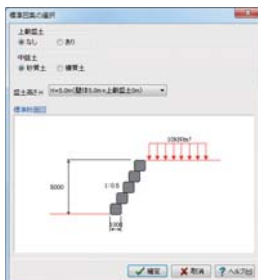 標準図集の選択
上載盛土
なし あり
中詰土
砂質土 礫質土
盛土高さH H=5.0m(壁体5.0m+上載盛土0m)
標準断面図
10kN/m²
5000
1:0.5
1000
確定 取消 ヘルプ(H)